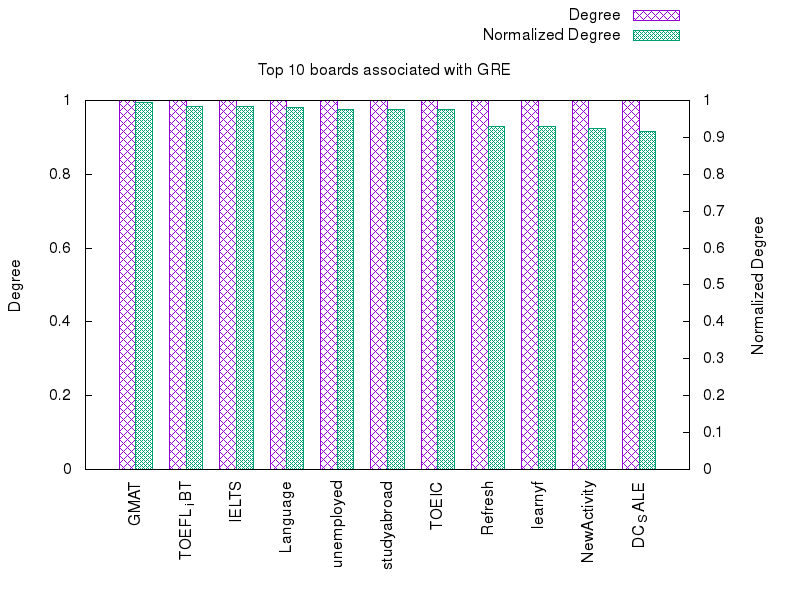 Degree
Normalized Degree
Top 10 boards associated with GRE
1
0.8
0.6
0.4
0.2
0
Degree
1
0.9
0.8
0.7
0.6
0.5
0.4
0.3
0.2
0.1
0
Normalized Degree
GMAT
TOEFL_iBT
IELTS
Language
unemployed
studyabroad
TOEIC
Refresh
learnyf
NewActivity
DC_SALE